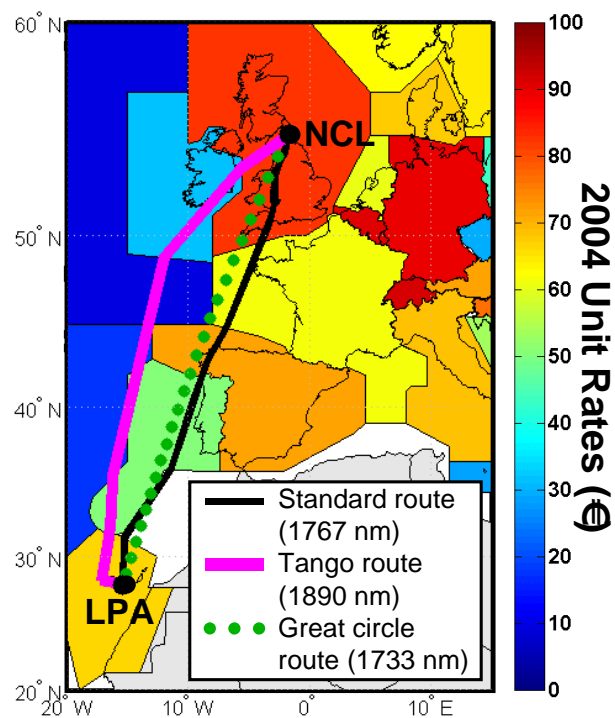 60° N
50° N
40° N
30° N
20° N
20° W
10° W
0°
10° E
NCL
LPA
Standard route
(1767 nm)
Tango route
(1890 nm)
Great circle
route (1733 nm)
100
90
80
70
60
50
40
30
20
10
0
2004 Unit Rates (€)